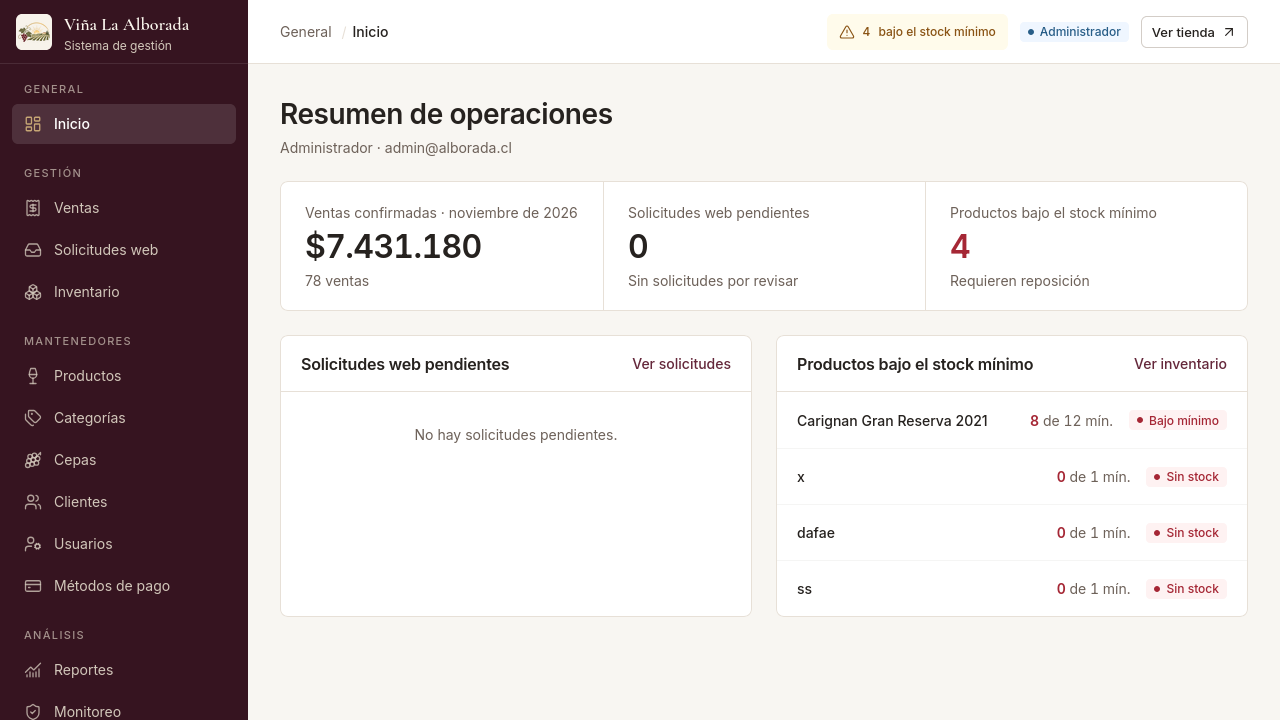 Viña La Alborada
Sistema de gestión
GENERAL
Inicio
GESTIÓN
Ventas
Solicitudes web
Inventario
MANTENEDORES
Productos
Categorías
Cepas
Clientes
Usuarios
Métodos de pago
ANÁLISIS
Reportes
Monitoreo
General / Inicio
4 bajo el stock mínimo
Administrador
Ver tienda
Resumen de operaciones
Administrador · admin@alborada.cl
Ventas confirmadas · noviembre de 2026
$7.431.180
78 ventas
Solicitudes web pendientes
0
Sin solicitudes por revisar
Productos bajo el stock mínimo
4
Requieren reposición
Solicitudes web pendientes
Ver solicitudes
No hay solicitudes pendientes.
Productos bajo el stock mínimo
Ver inventario
Carignan Gran Reserva 2021 8 de 12 mín. Bajo mínimo
x 0 de 1 mín. Sin stock
dafae 0 de 1 mín. Sin stock
ss 0 de 1 mín. Sin stock